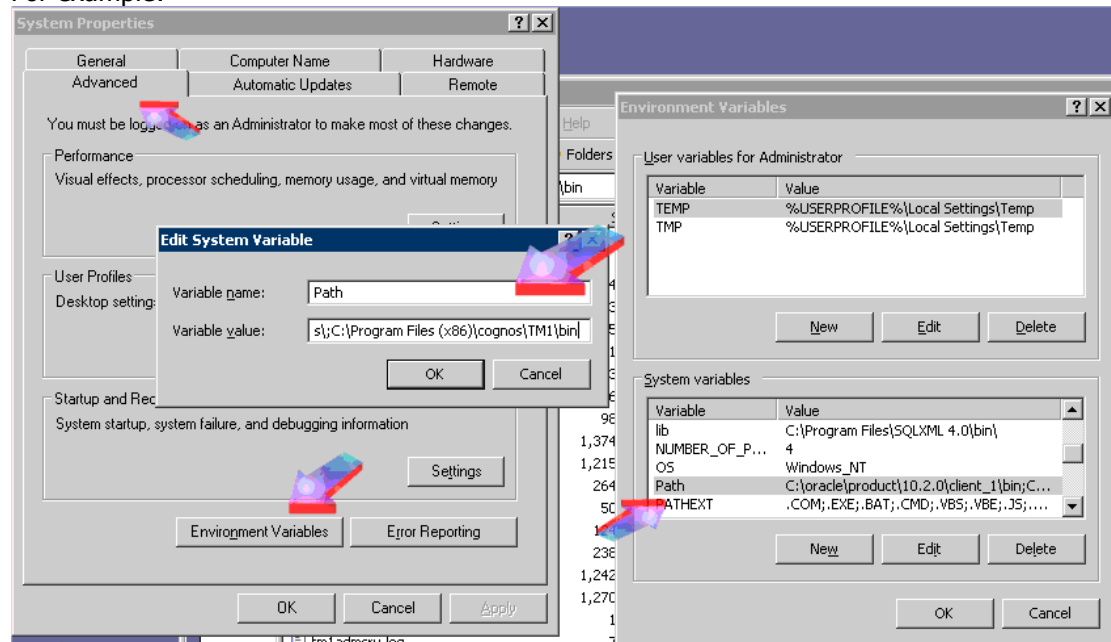 For example:
System Properties
General Computer Name Hardware
Advanced Automatic Updates Remote
You must be logged on as an Administrator to make most of these changes.
Performance
Visual effects, processor scheduling, memory usage, and virtual memory
User Profiles
Desktop setting
Startup and Rec
System startup, system failure, and debugging information
Settings
Environment Variables Error Reporting
OK Cancel Apply
Edit System Variable
Variable name: Path
Variable value: s\;C:\Program Files (x86)\cognos\TM1\bin
OK Cancel
Help
Folders
\bin
98
1,374
1,215
264
50
238
1,242
1,270
1
tm1admsrv.log
Environment Variables
User variables for Administrator
Variable Value
TEMP %USERPROFILE%\Local Settings\Temp
TMP %USERPROFILE%\Local Settings\Temp
New Edit Delete
System variables
Variable Value
lib C:\Program Files\SQLXML 4.0\bin\
NUMBER_OF_P... 4
OS Windows_NT
Path C:\oracle\product\10.2.0\client_1\bin;C...
PATHEXT .COM;.EXE;.BAT;.CMD;.VBS;.VBE;.JS;....
New Edit Delete
OK Cancel